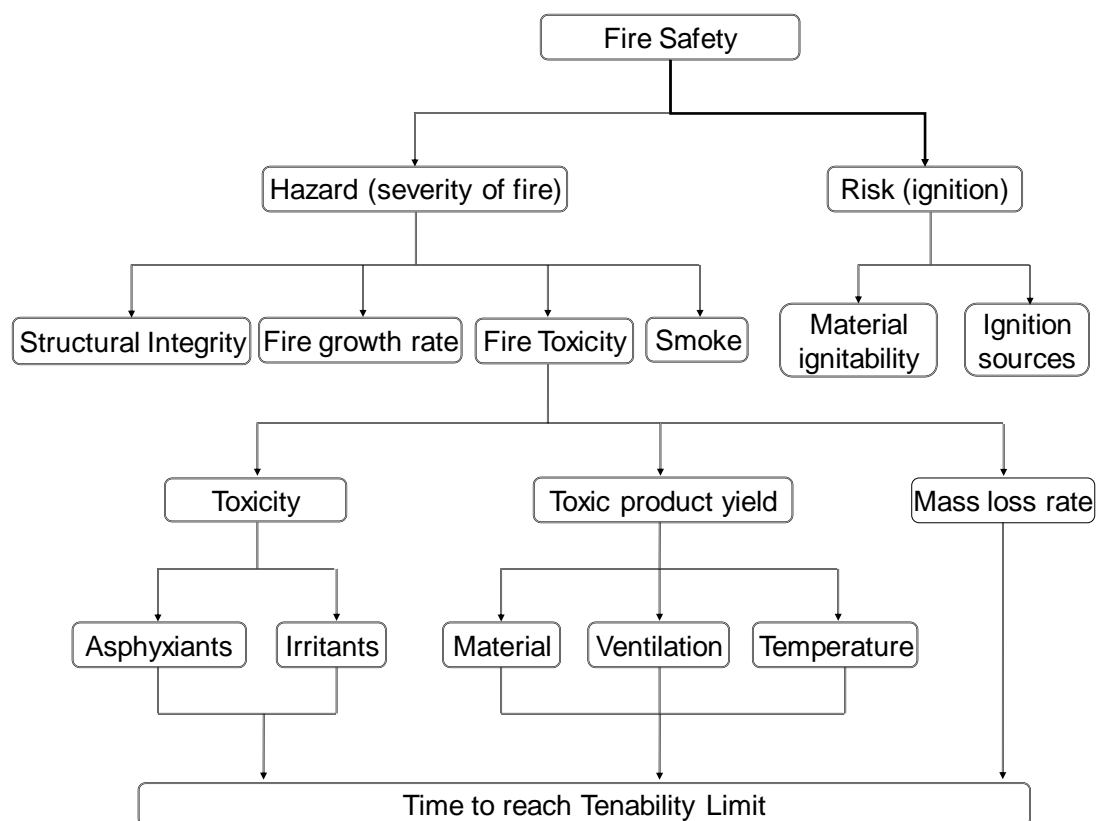 Fire Safety
Hazard (severity of fire)
Risk (ignition)
Structural Integrity
Fire growth rate
Fire Toxicity
Smoke
Material
ignitability
Ignition
sources
Toxicity
Toxic product yield
Mass loss rate
Asphyxiants
Irritants
Material
Ventilation
Temperature
Time to reach Tenability Limit